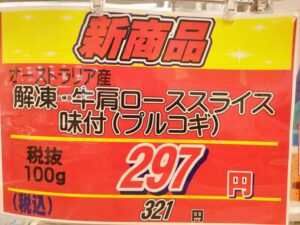 新商品
オーストラリア産
解凍・牛肩ローススライス
味付(プルコギ)
税抜
100g
297 円
(税込)
321 円